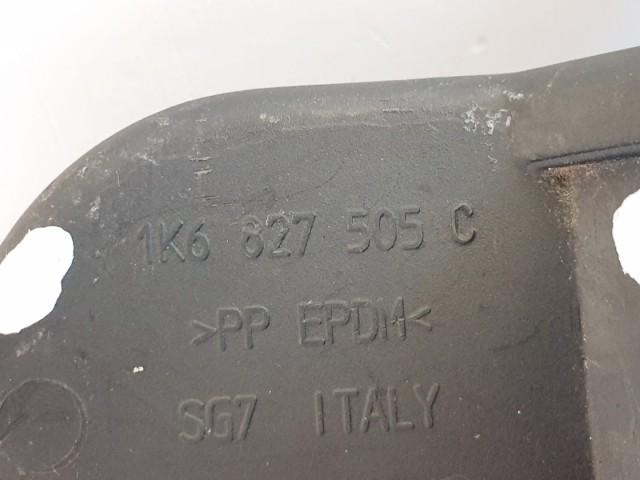 1K6 827 505 C
>PP EPDM<
SG7 ITALY